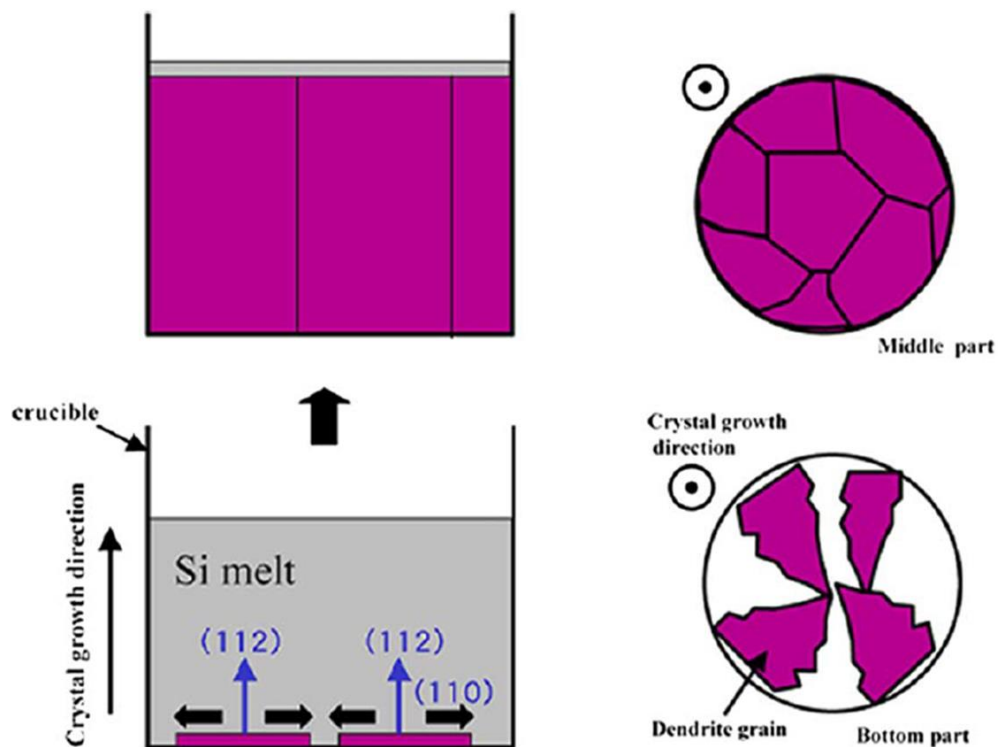 Middle part
crucible
Crystal growth
direction
Crystal growth direction
Si melt
(112)
(112)
(110)
Dendrite grain
Bottom part